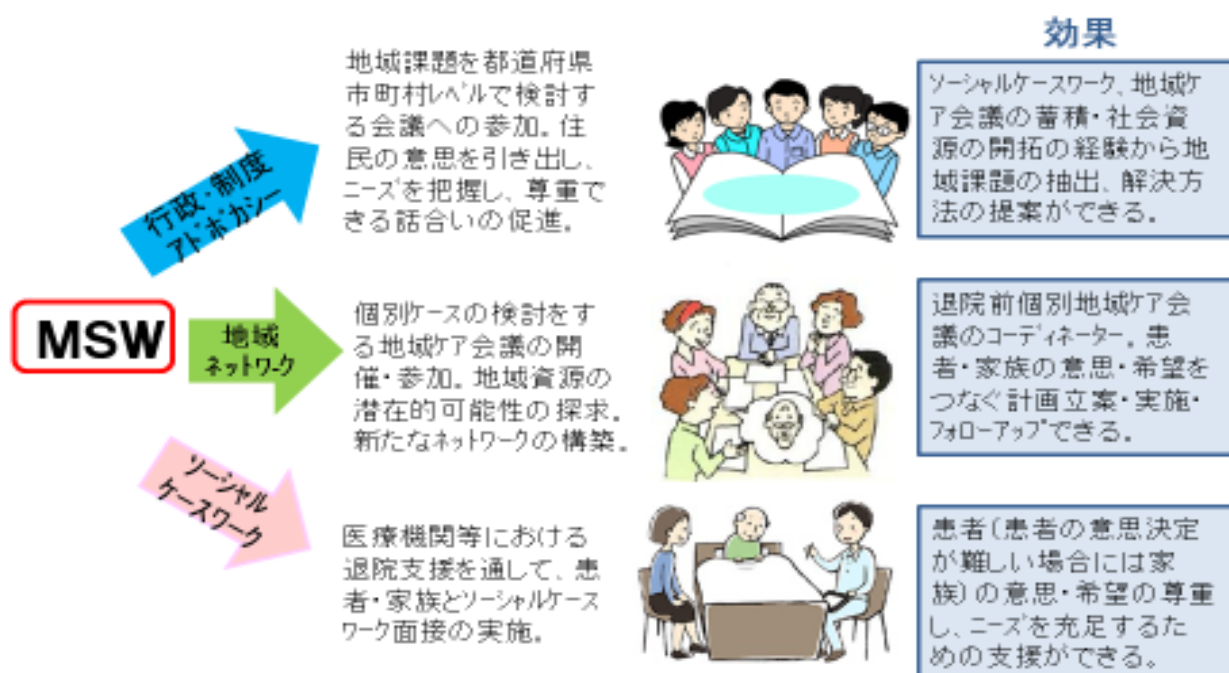 効果
行政・制度
アドボカシー
地域課題を都道府県
市町村レベルで検討す
る会議への参加。住
民の意思を引き出し、
ニーズを把握し、尊重で
きる話合いの促進。
ソーシャルケースワーク、地域ケ
ア会議の蓄積・社会資
源の開拓の経験から地
域課題の抽出、解決方
法の提案ができる。
MSW
地域
ネットワーク
個別ケースの検討をす
る地域ケア会議の開
催・参加。地域資源の
潜在的可能性の探求。
新たなネットワークの構築。
退院前個別地域ケア会
議のコーディネーター。患
者・家族の意思・希望を
つなぐ計画立案・実施・
フォローアップできる。
ソーシャル
ケースワーク
医療機関等における
退院支援を通して、患
者・家族とソーシャルケース
ワーク面接の実施。
患者(患者の意思決定
が難しい場合には家
族)の意思・希望の尊重
し、ニーズを充足するた
めの支援ができる。